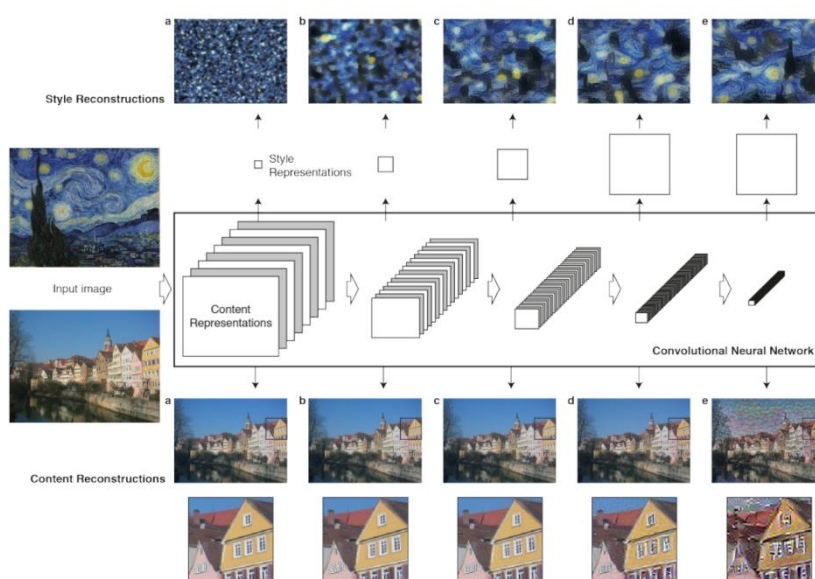 a b c d e
Style Reconstructions
Style
Representations
Input image
Content
Representations
Convolutional Neural Network
a b c d e
Content Reconstructions